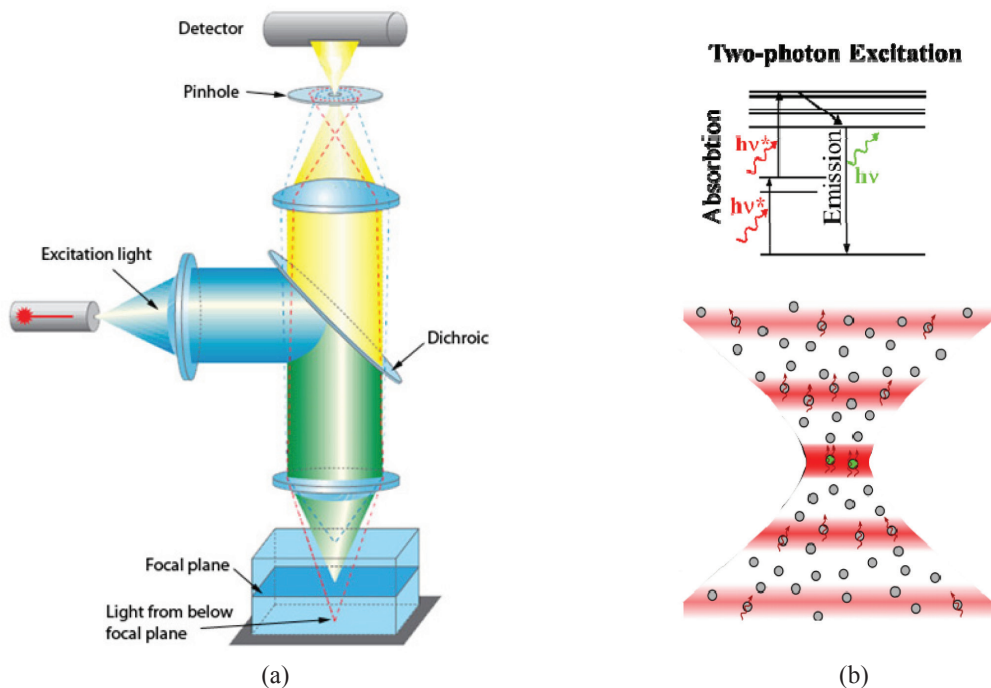 Detector
Pinhole
Excitation light
Dichroic
Focal plane
Light from below
focal plane
(a)
Two-photon Excitation
Absorbtion
hν*
hν*
Emission
hν
(b)